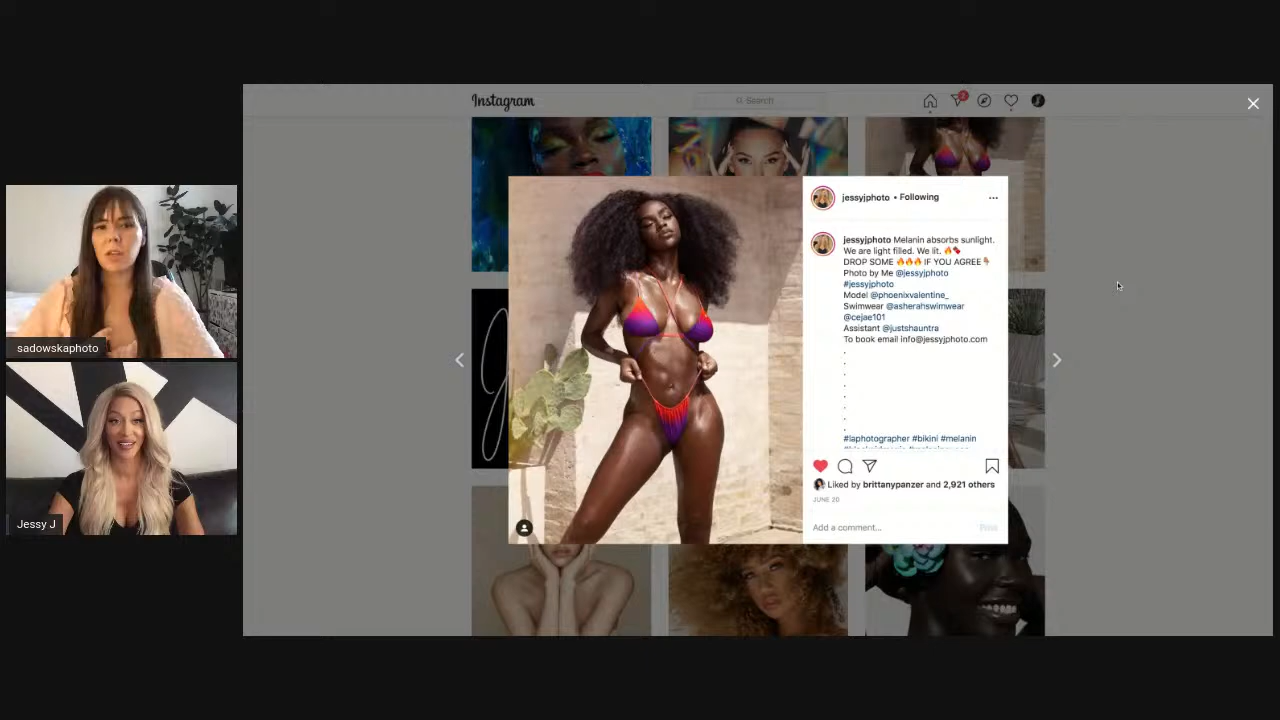 Instagram
Search
2
jessyjphoto • Following
jessyjphoto Melanin absorbs sunlight.
We are light filled. We lit. 🔥
DROP SOME 🔥🔥🔥 IF YOU AGREE
Photo by Me @jessyjphoto
#jessyjphoto
Model @phoenixvalentine_
Swimwear @asherahswimwear
@cejae101
Assistant @justshauntra
To book email info@jessyjphoto.com
.
.
.
.
.
.
.
.
#laphotographer #bikini #melanin
Liked by brittanypanzer and 2,921 others
JUNE 20
Add a comment...
Post
sadowskaphoto
Jessy J